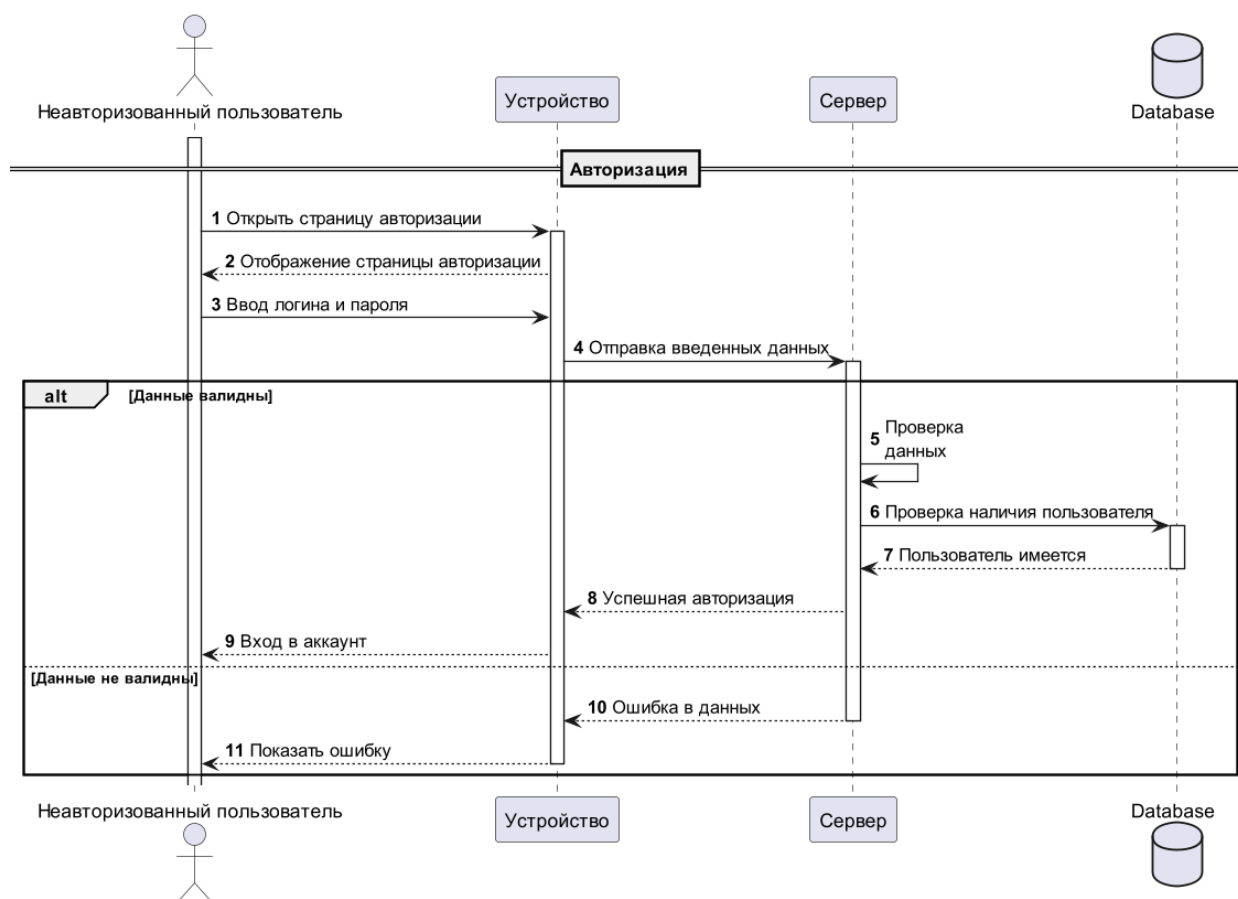 Неавторизованный пользователь
Устройство
Сервер
Database
Авторизация
1 Открыть страницу авторизации
2 Отображение страницы авторизации
3 Ввод логина и пароля
4 Отправка введенных данных
alt [Данные валидны]
5 Проверка
данных
6 Проверка наличия пользователя
7 Пользователь имеется
8 Успешная авторизация
9 Вход в аккаунт
[Данные не валидны]
10 Ошибка в данных
11 Показать ошибку
Неавторизованный пользователь
Устройство
Сервер
Database